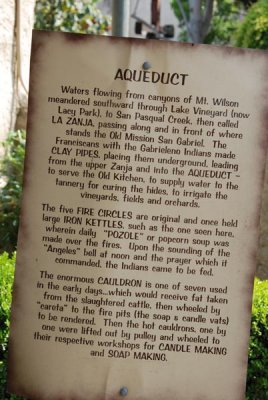 AQUEDUCT
Waters flowing from canyons of Mt. Wilson
meandered southward through Lake Vineyard (now
Lacy Park), to San Pasqual Creek, then called
LA ZANJA, passing along and in front of where
stands the Old Mission San Gabriel. The
Franciscans with the Gabrieleno Indians made
CLAY PIPES, placing them underground, leading
from the upper Zanja and into the AQUEDUCT -
to serve the Old Kitchen, to supply water to the
tannery for curing the hides, to irrigate the
vineyards, fields and orchards.
The five FIRE CIRCLES are original and once held
large IRON KETTLES, such as the one seen here,
wherein daily "POZOLE" or popcorn soup was
made over the fires. Upon the sounding of the
"Angeles" bell at noon and the prayer which it
commanded, the Indians came to be fed.
The enormous CAULDRON is one of seven used
in the early days...which would receive fat taken
from the slaughtered cattle, then wheeled by
"careta" to the fire pits (the soap & candle vats)
to be rendered. Then the hot cauldrons, one by
one were lifted out by pulley and wheeled to
their respective workshops for CANDLE MAKING
and SOAP MAKING.